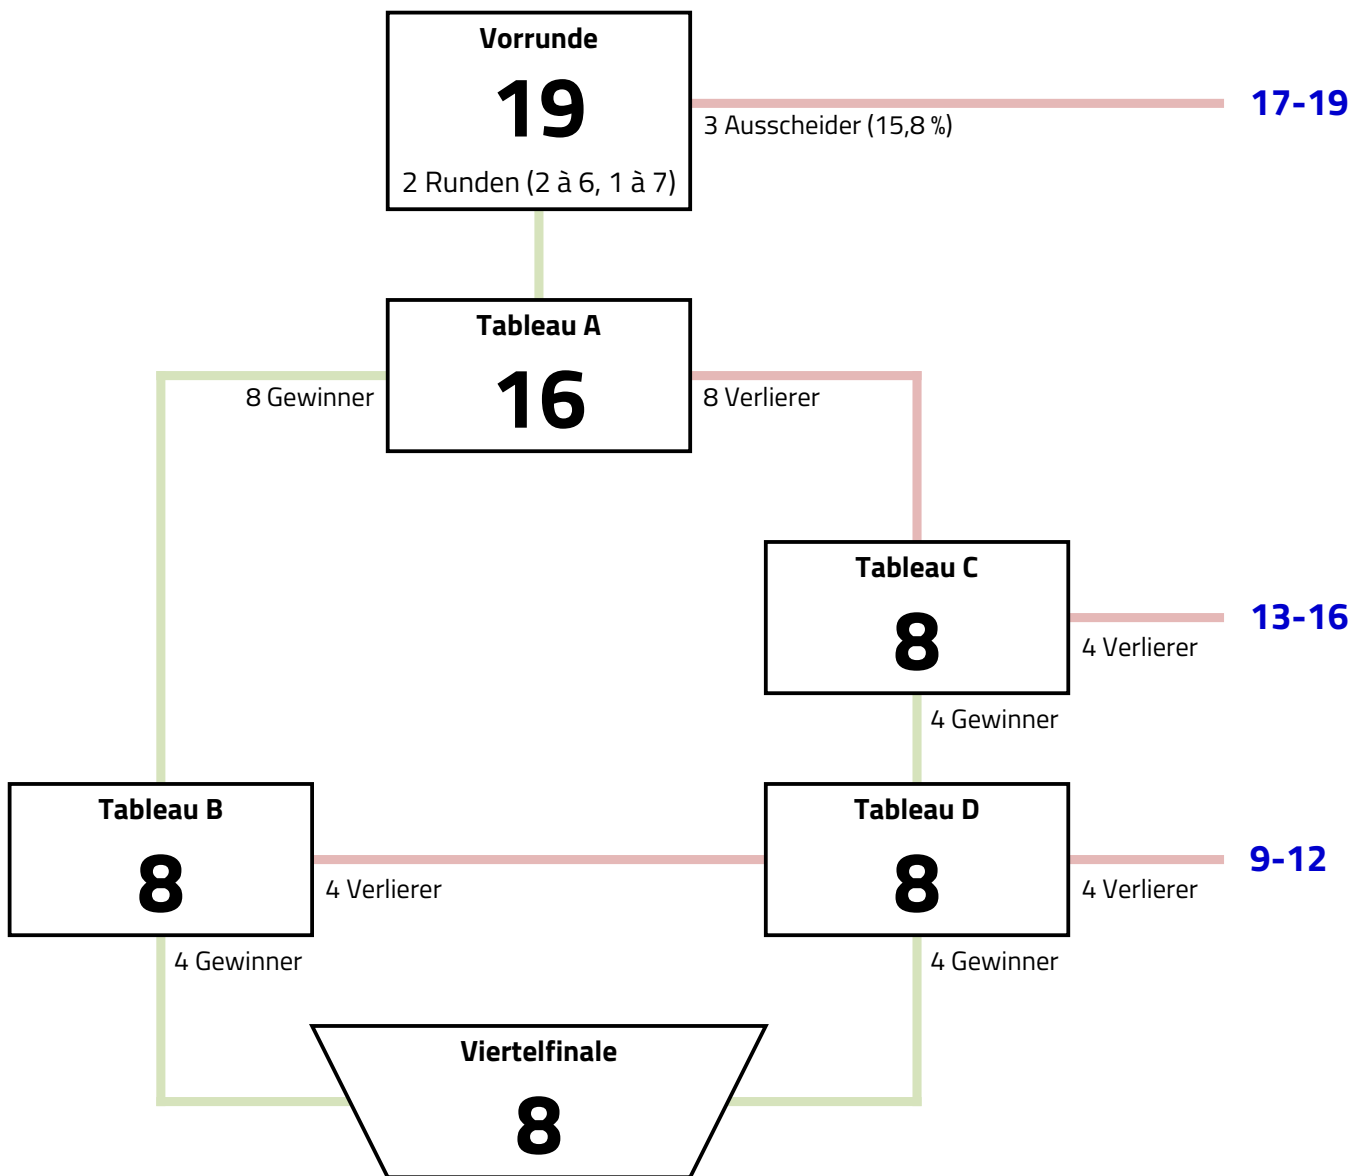 Vorrunde
19
2 Runden (2 à 6, 1 à 7)
3 Ausscheider (15,8 %)
17-19
Tableau A
16
8 Gewinner
8 Verlierer
Tableau C
8
4 Verlierer
13-16
4 Gewinner
Tableau B
8
4 Verlierer
4 Gewinner
Tableau D
8
4 Verlierer
9-12
4 Gewinner
Viertelfinale
8